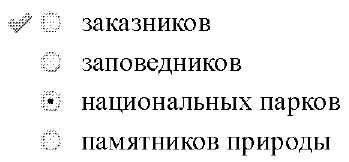 заказников
заповедников
национальных парков
памятников природы